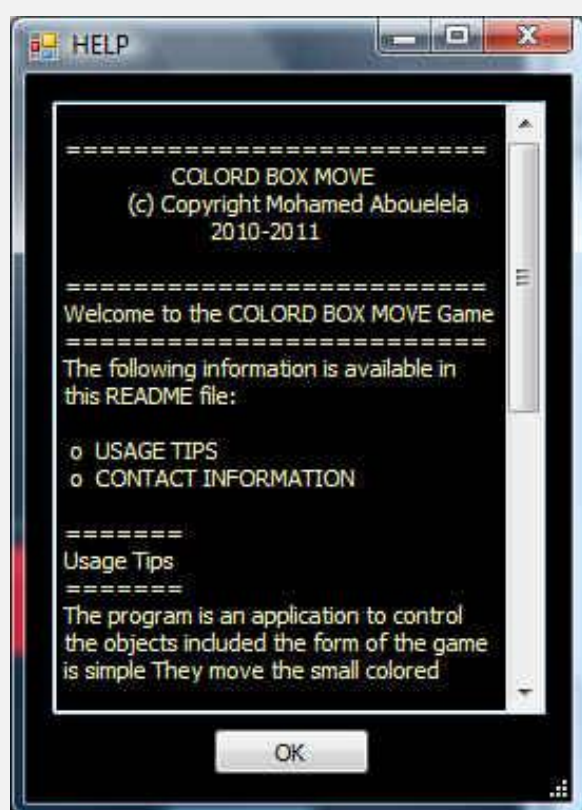 HELP
==========================
COLORD BOX MOVE
(c) Copyright Mohamed Abouelela
2010-2011
==========================
Welcome to the COLORD BOX MOVE Game
==========================
The following information is available in
this README file:
o USAGE TIPS
o CONTACT INFORMATION
=======
Usage Tips
=======
The program is an application to control
the objects included the form of the game
is simple They move the small colored
OK